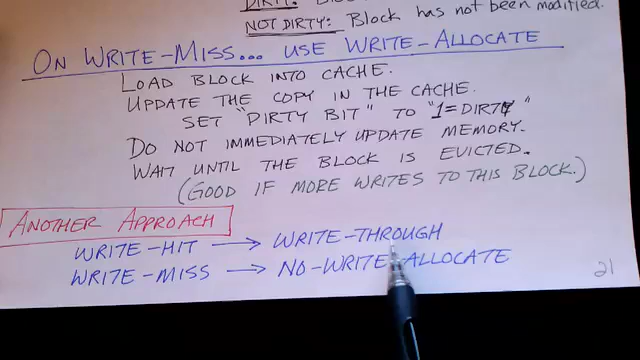 DIRTY:
NOT DIRTY: Block has not been modified.
ON WRITE-MISS... USE WRITE-ALLOCATE
LOAD BLOCK INTO CACHE.
UPDATE THE COPY IN THE CACHE.
SET "DIRTY BIT" TO "1=DIRTY"
DO NOT IMMEDIATELY UPDATE MEMORY.
WAIT UNTIL THE BLOCK IS EVICTED.
(GOOD IF MORE WRITES TO THIS BLOCK.)
ANOTHER APPROACH
WRITE-HIT → WRITE-THROUGH
WRITE-MISS → NO-WRITE-ALLOCATE
21